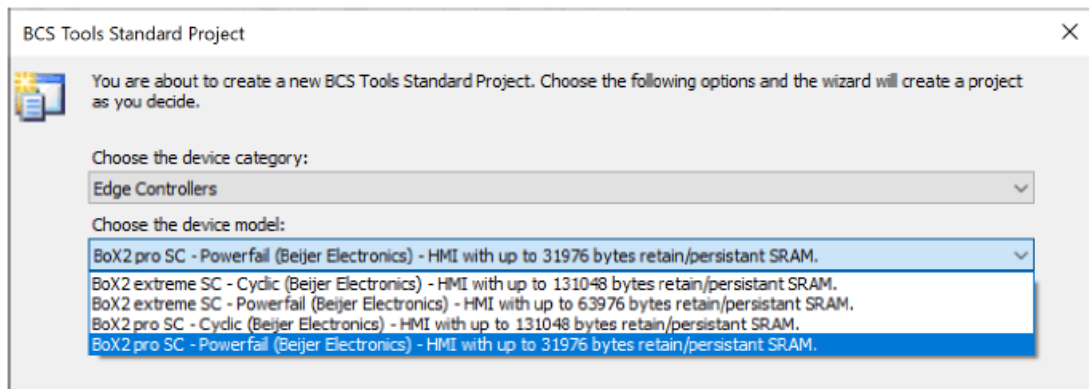 BCS Tools Standard Project
You are about to create a new BCS Tools Standard Project. Choose the following options and the wizard will create a project
as you decide.
Choose the device category:
Edge Controllers
Choose the device model:
BoX2 pro SC - Powerfail (Beijer Electronics) - HMI with up to 31976 bytes retain/persistant SRAM.
BoX2 extreme SC - Cyclic (Beijer Electronics) - HMI with up to 131048 bytes retain/persistant SRAM.
BoX2 extreme SC - Powerfail (Beijer Electronics) - HMI with up to 63976 bytes retain/persistant SRAM.
BoX2 pro SC - Cyclic (Beijer Electronics) - HMI with up to 131048 bytes retain/persistant SRAM.
BoX2 pro SC - Powerfail (Beijer Electronics) - HMI with up to 31976 bytes retain/persistant SRAM.